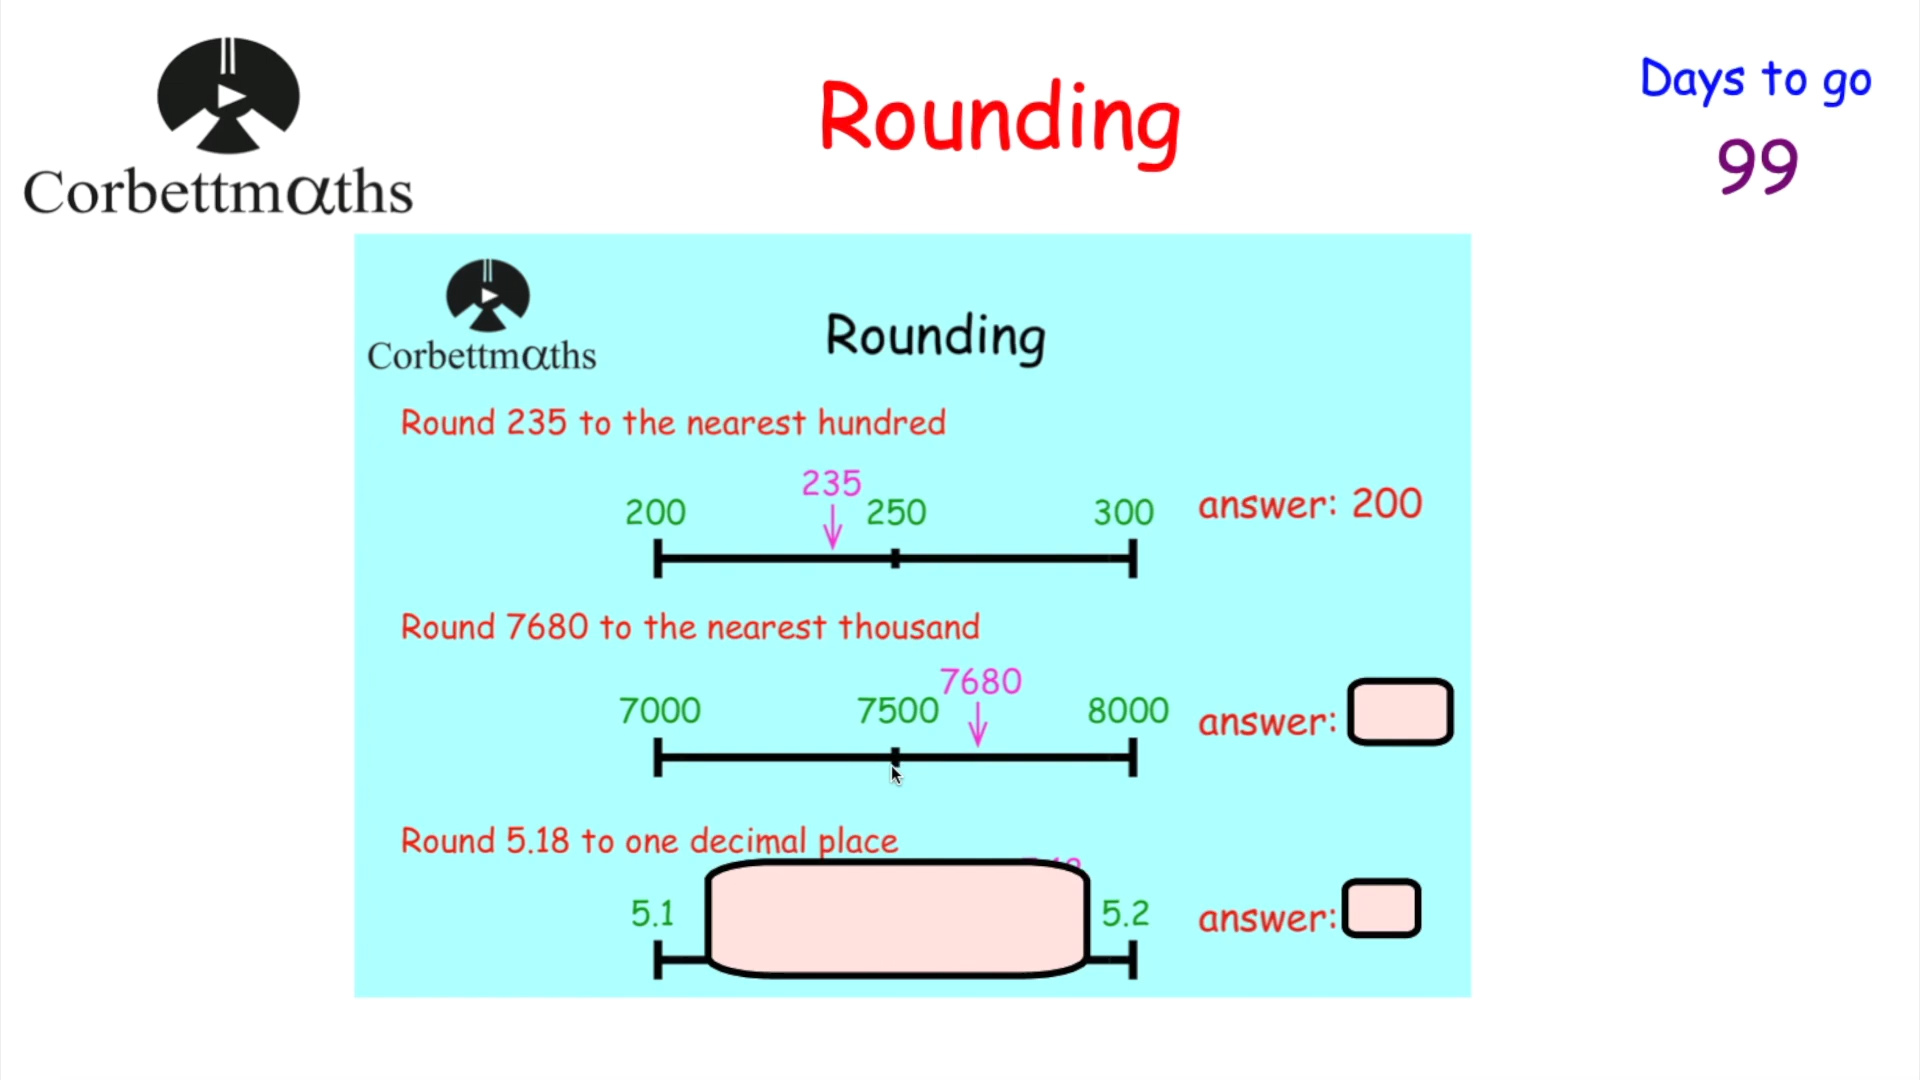 Corbettmαths
Rounding
Days to go
99
Corbettmαths
Rounding
Round 235 to the nearest hundred
235
200 250 300
answer: 200
Round 7680 to the nearest thousand
7680
7000 7500 8000
answer:
Round 5.18 to one decimal place
5.1 5.2
answer: